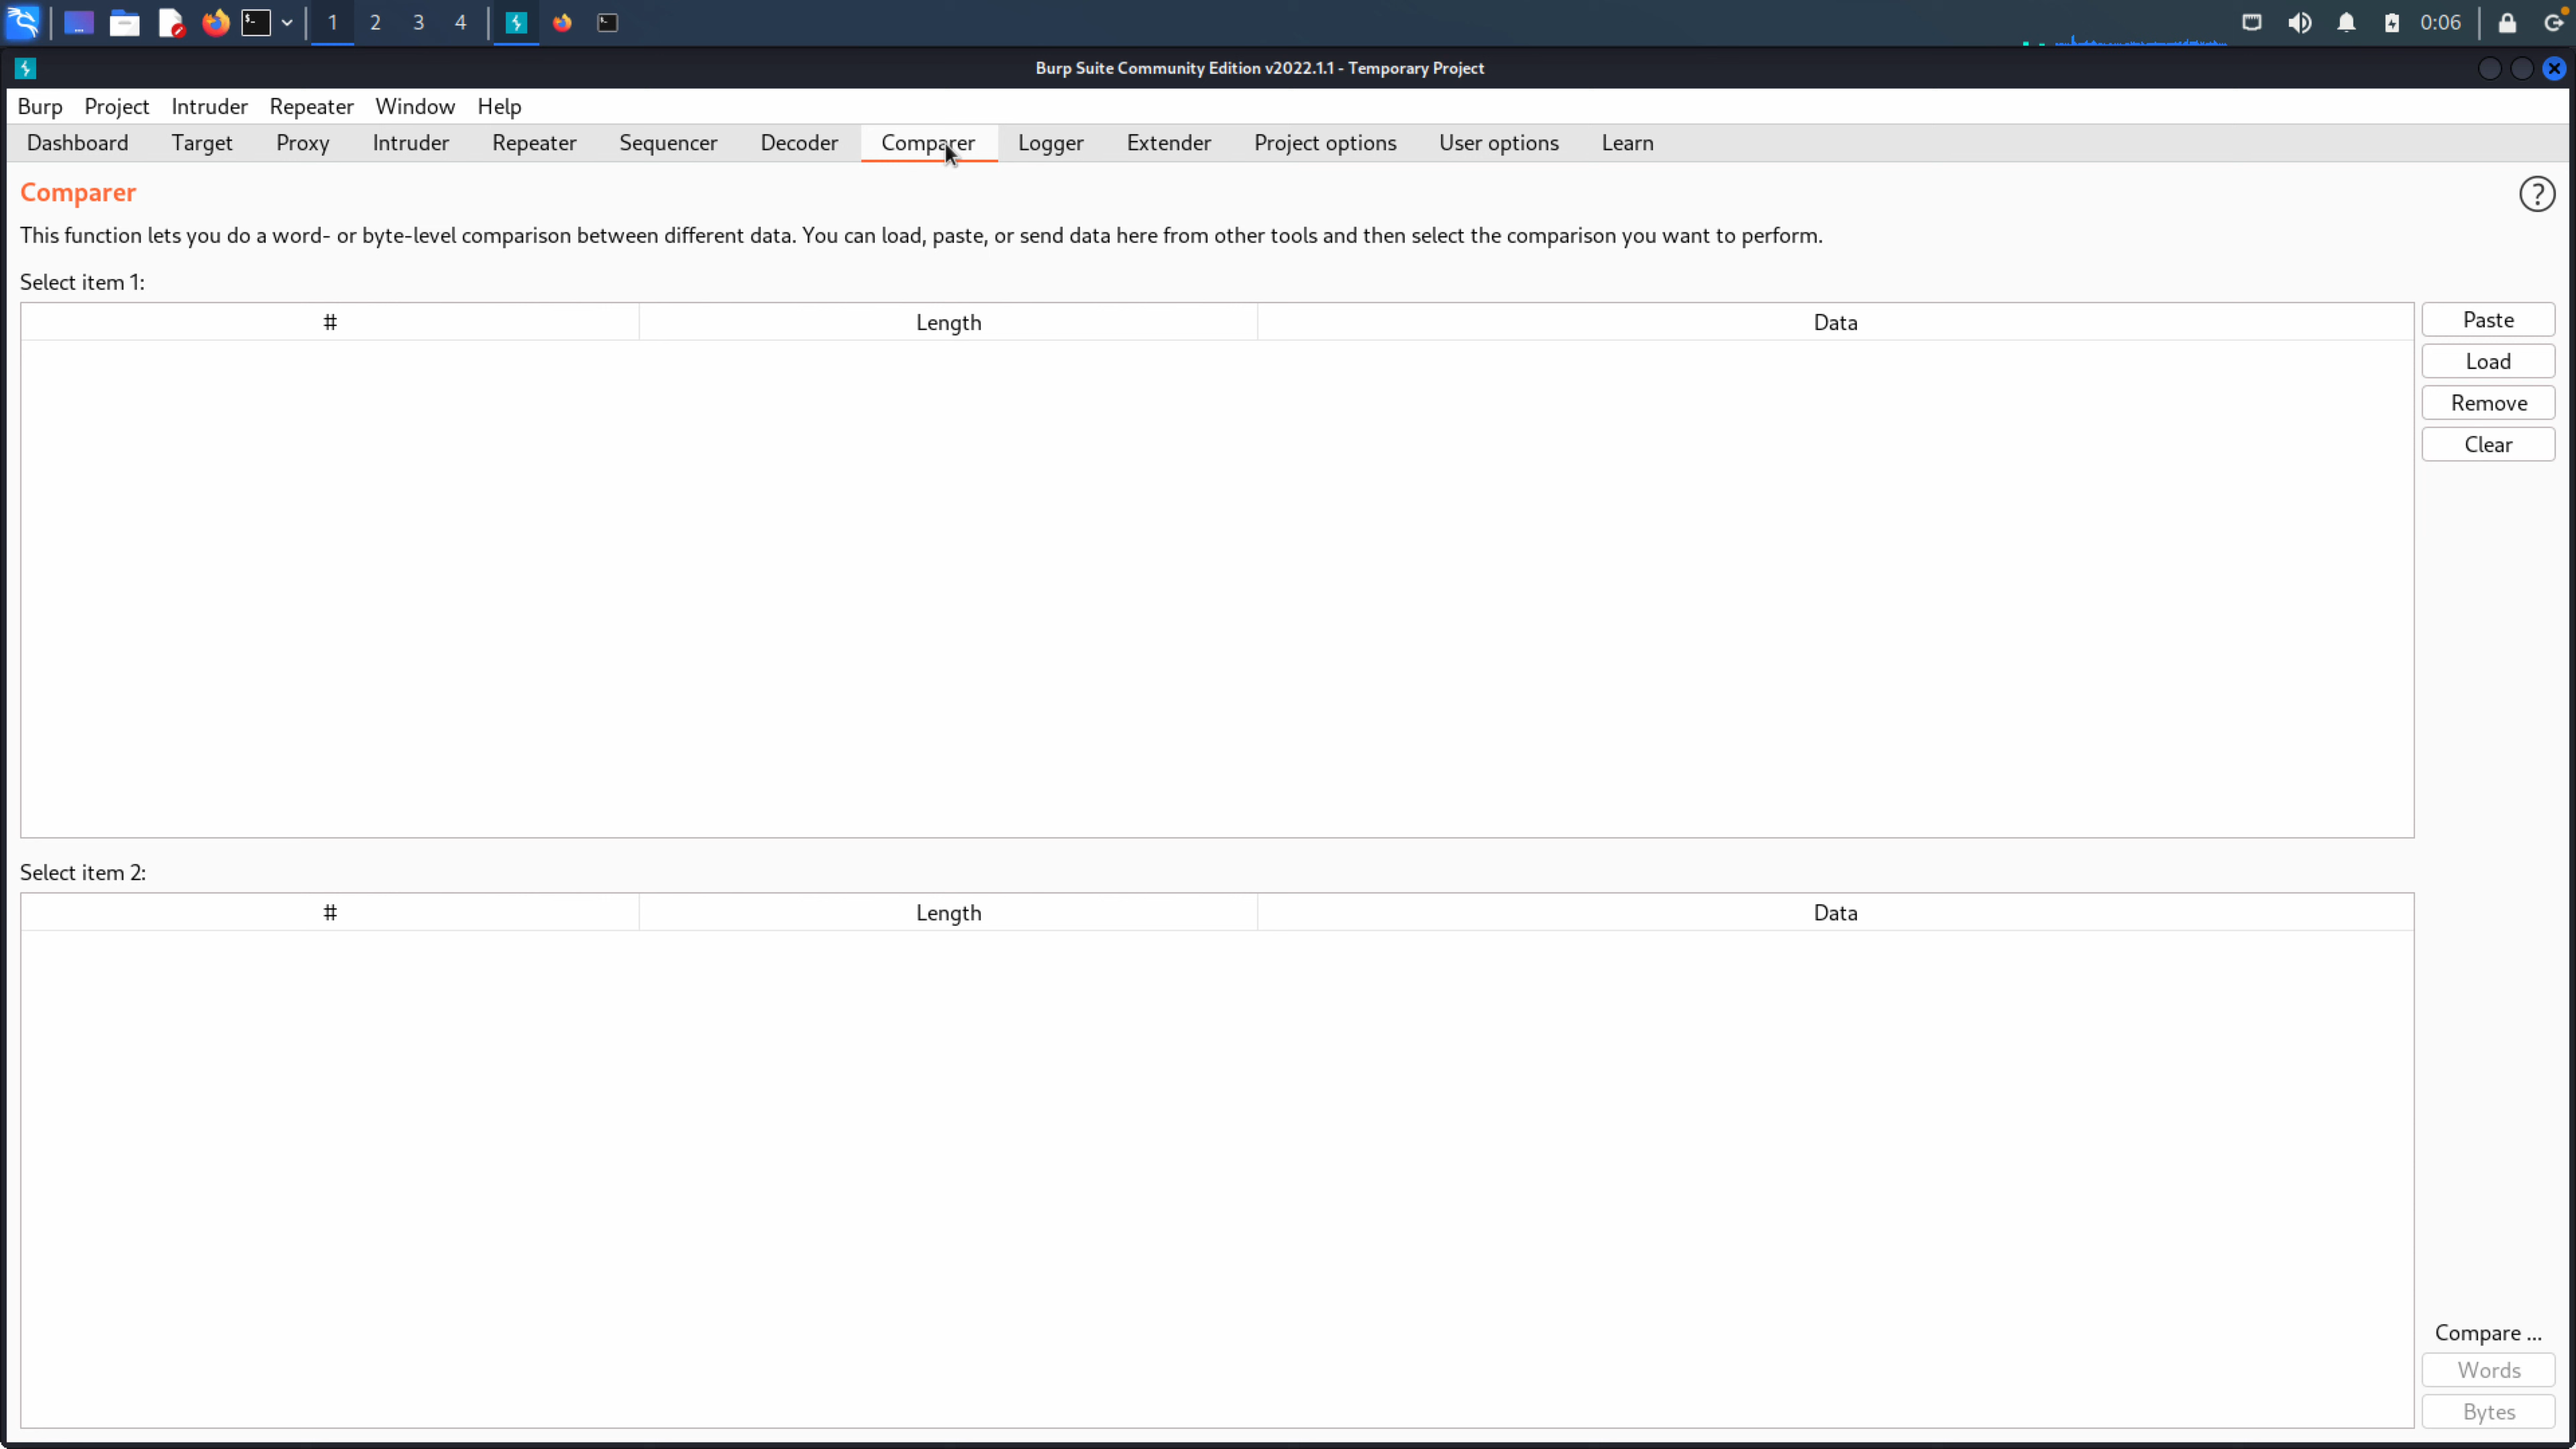 1 2 3 4 0:06
Burp Suite Community Edition v2022.1.1 - Temporary Project
Burp Project Intruder Repeater Window Help
Dashboard Target Proxy Intruder Repeater Sequencer Decoder Comparer Logger Extender Project options User options Learn
Comparer
?
This function lets you do a word- or byte-level comparison between different data. You can load, paste, or send data here from other tools and then select the comparison you want to perform.
Select item 1:
# Length Data
Paste
Load
Remove
Clear
Select item 2:
# Length Data
Compare ...
Words
Bytes